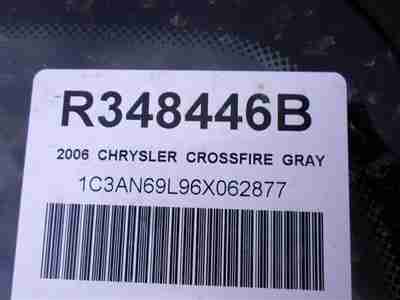 R348446B
2006 CHRYSLER CROSSFIRE GRAY
1C3AN69L96X062877